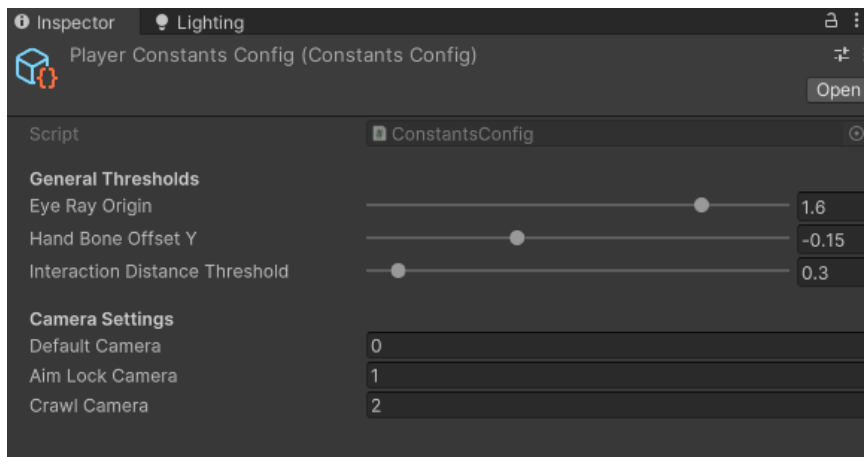 Inspector Lighting
Player Constants Config (Constants Config)
Open
Script ConstantsConfig
General Thresholds
Eye Ray Origin 1.6
Hand Bone Offset Y -0.15
Interaction Distance Threshold 0.3
Camera Settings
Default Camera 0
Aim Lock Camera 1
Crawl Camera 2